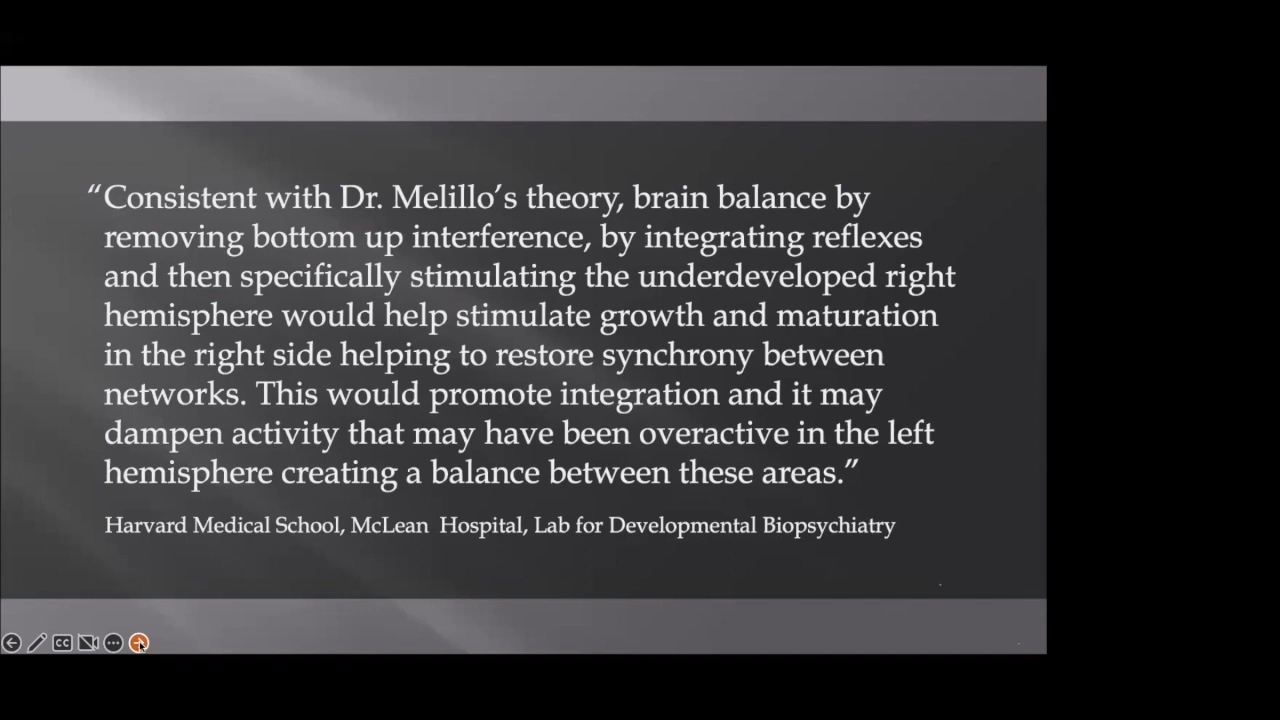 “Consistent with Dr. Melillo’s theory, brain balance by
removing bottom up interference, by integrating reflexes
and then specifically stimulating the underdeveloped right
hemisphere would help stimulate growth and maturation
in the right side helping to restore synchrony between
networks. This would promote integration and it may
dampen activity that may have been overactive in the left
hemisphere creating a balance between these areas.”
Harvard Medical School, McLean  Hospital, Lab for Developmental Biopsychiatry
CC